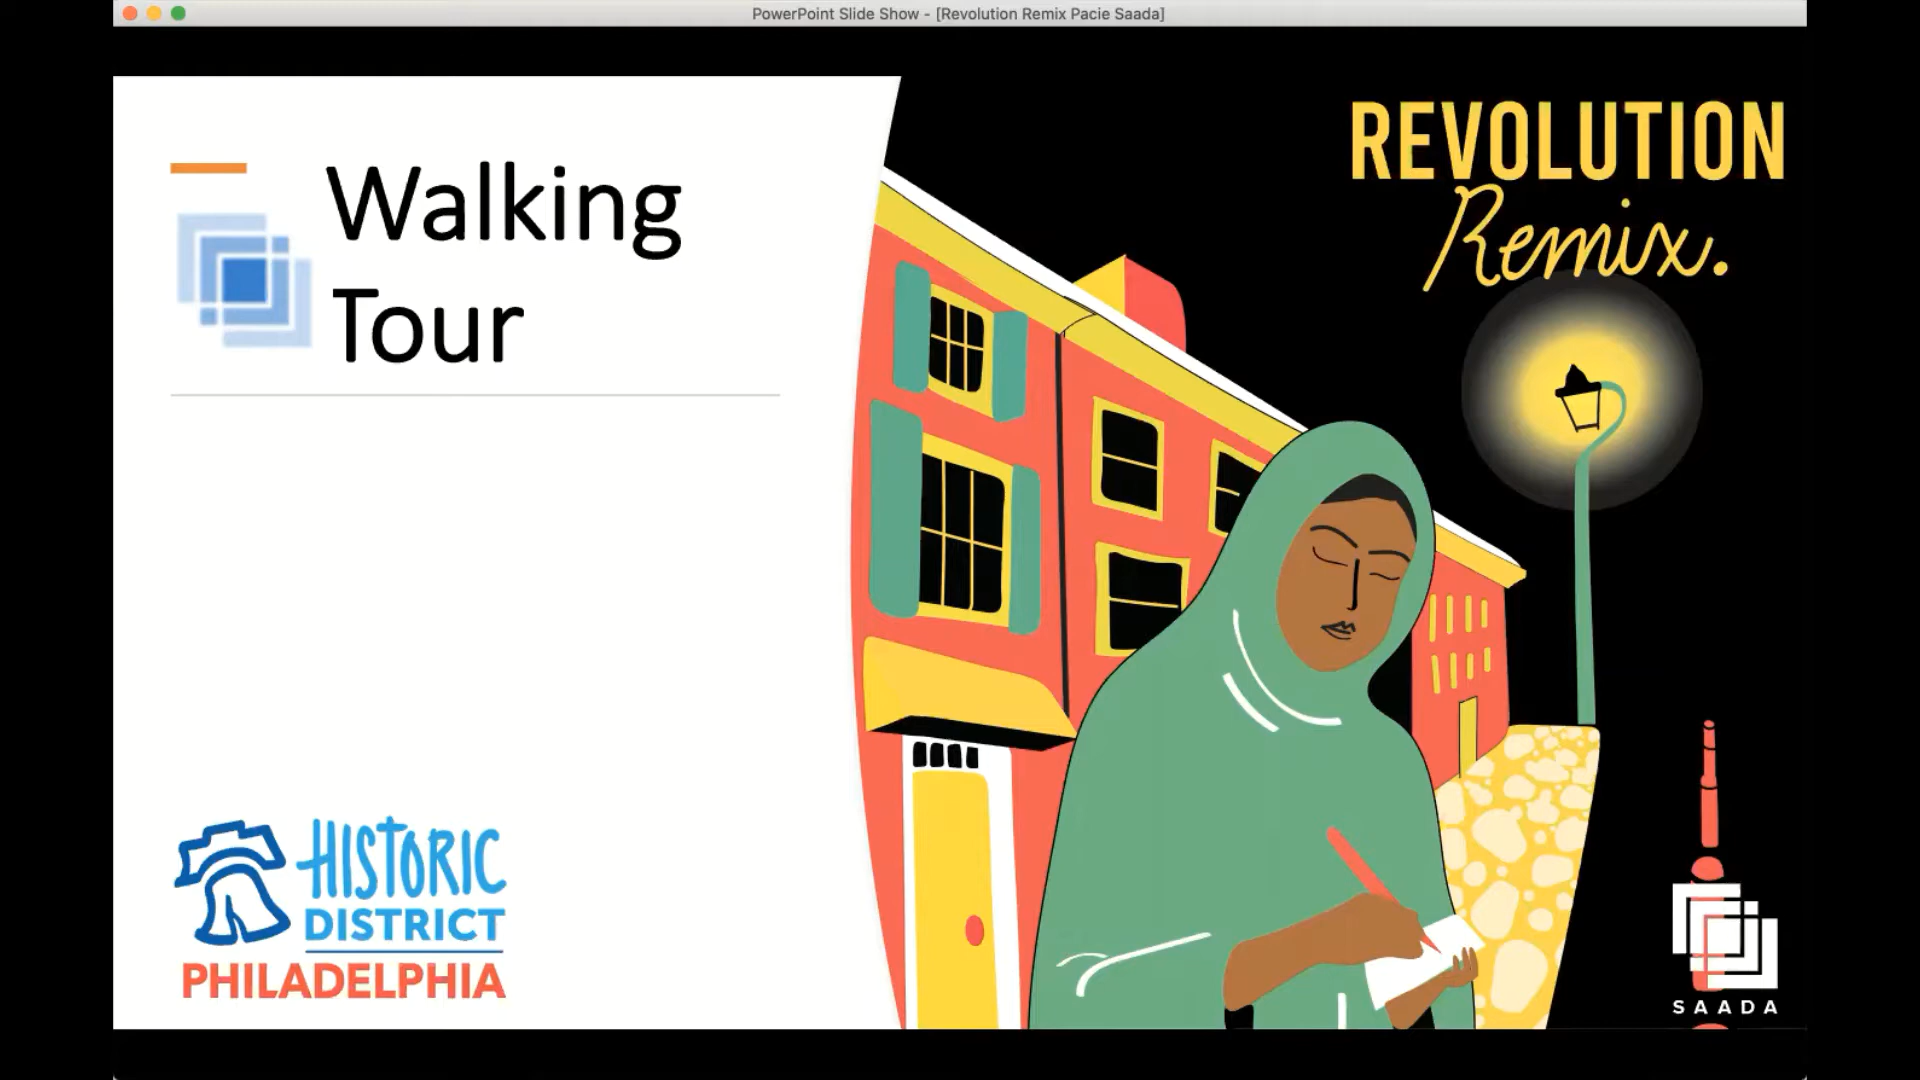 PowerPoint Slide Show - [Revolution Remix Pacie Saada]
Walking
Tour
REVOLUTION
Remix.
HISTORIC
DISTRICT
PHILADELPHIA
SAADA